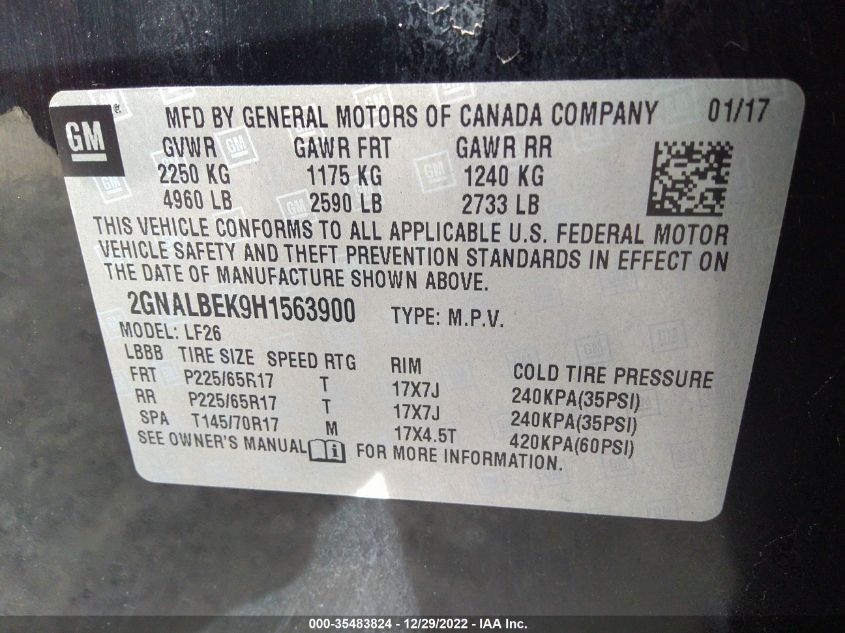 GM
MFD BY GENERAL MOTORS OF CANADA COMPANY 01/17
GVWR GAWR FRT GAWR RR
2250 KG 1175 KG 1240 KG
4960 LB 2590 LB 2733 LB
THIS VEHICLE CONFORMS TO ALL APPLICABLE U.S. FEDERAL MOTOR
VEHICLE SAFETY AND THEFT PREVENTION STANDARDS IN EFFECT ON
THE DATE OF MANUFACTURE SHOWN ABOVE.
2GNALBEK9H1563900 TYPE: M.P.V.
MODEL: LF26
LBBB TIRE SIZE SPEED RTG RIM COLD TIRE PRESSURE
FRT P225/65R17 T 17X7J 240KPA(35PSI)
RR P225/65R17 T 17X7J 240KPA(35PSI)
SPA T145/70R17 M 17X4.5T 420KPA(60PSI)
SEE OWNER'S MANUAL i FOR MORE INFORMATION.
000-35483824 - 12/29/2022 - IAA Inc.